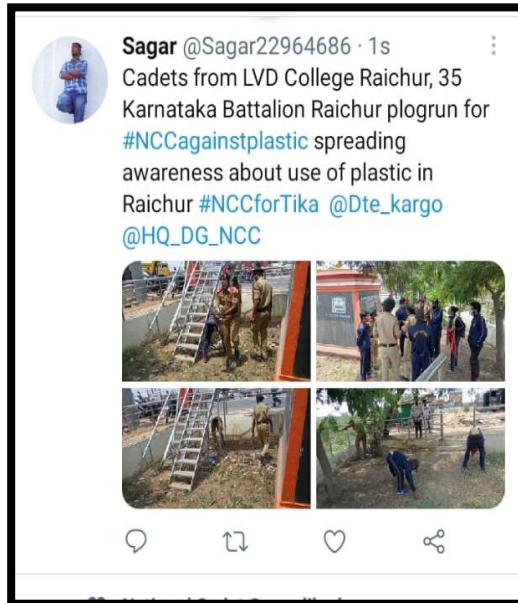 Sagar @Sagar22964686 · 1s
Cadets from LVD College Raichur, 35
Karnataka Battalion Raichur plogrun for
#NCCagainstplastic spreading
awareness about use of plastic in
Raichur #NCCforTika @Dte_kargo
@HQ_DG_NCC